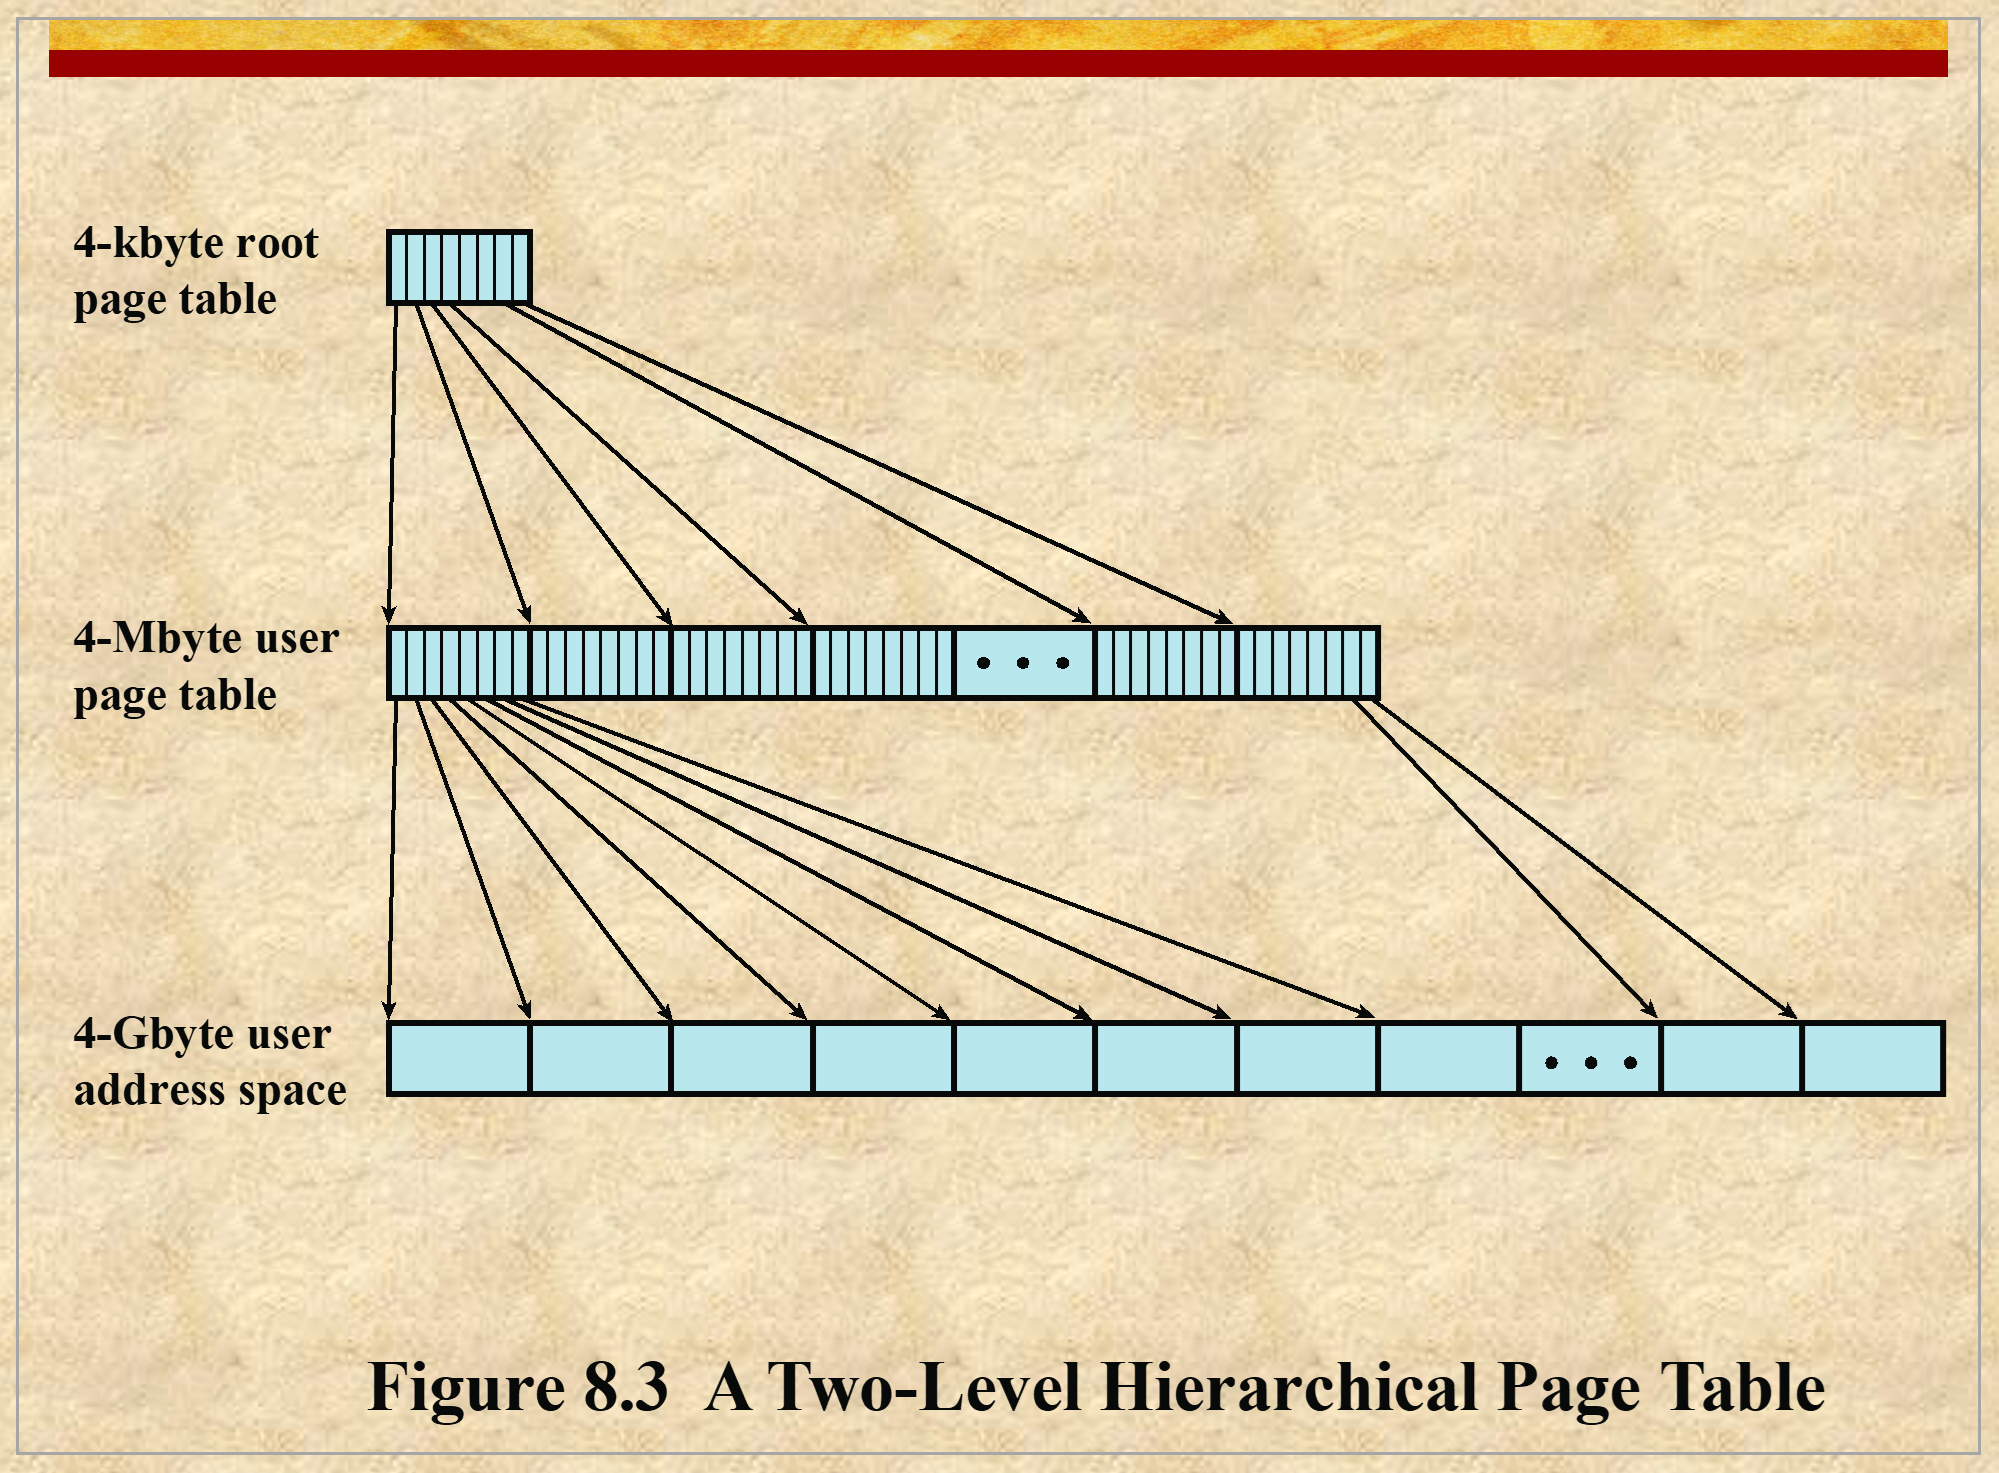 4-kbyte root
page table
4-Mbyte user
page table
4-Gbyte user
address space
Figure 8.3 A Two-Level Hierarchical Page Table